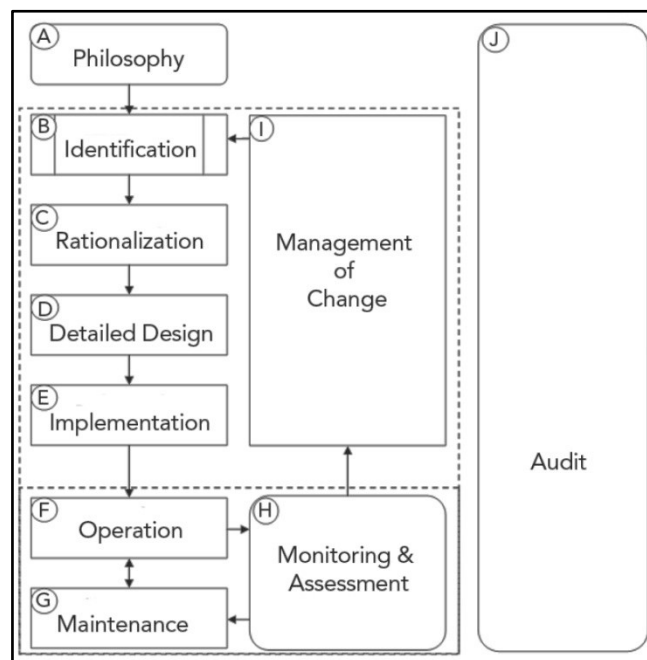 A
Philosophy
B
Identification
C
Rationalization
D
Detailed Design
E
Implementation
F
Operation
G
Maintenance
H
Monitoring &
Assessment
I
Management
of
Change
J
Audit